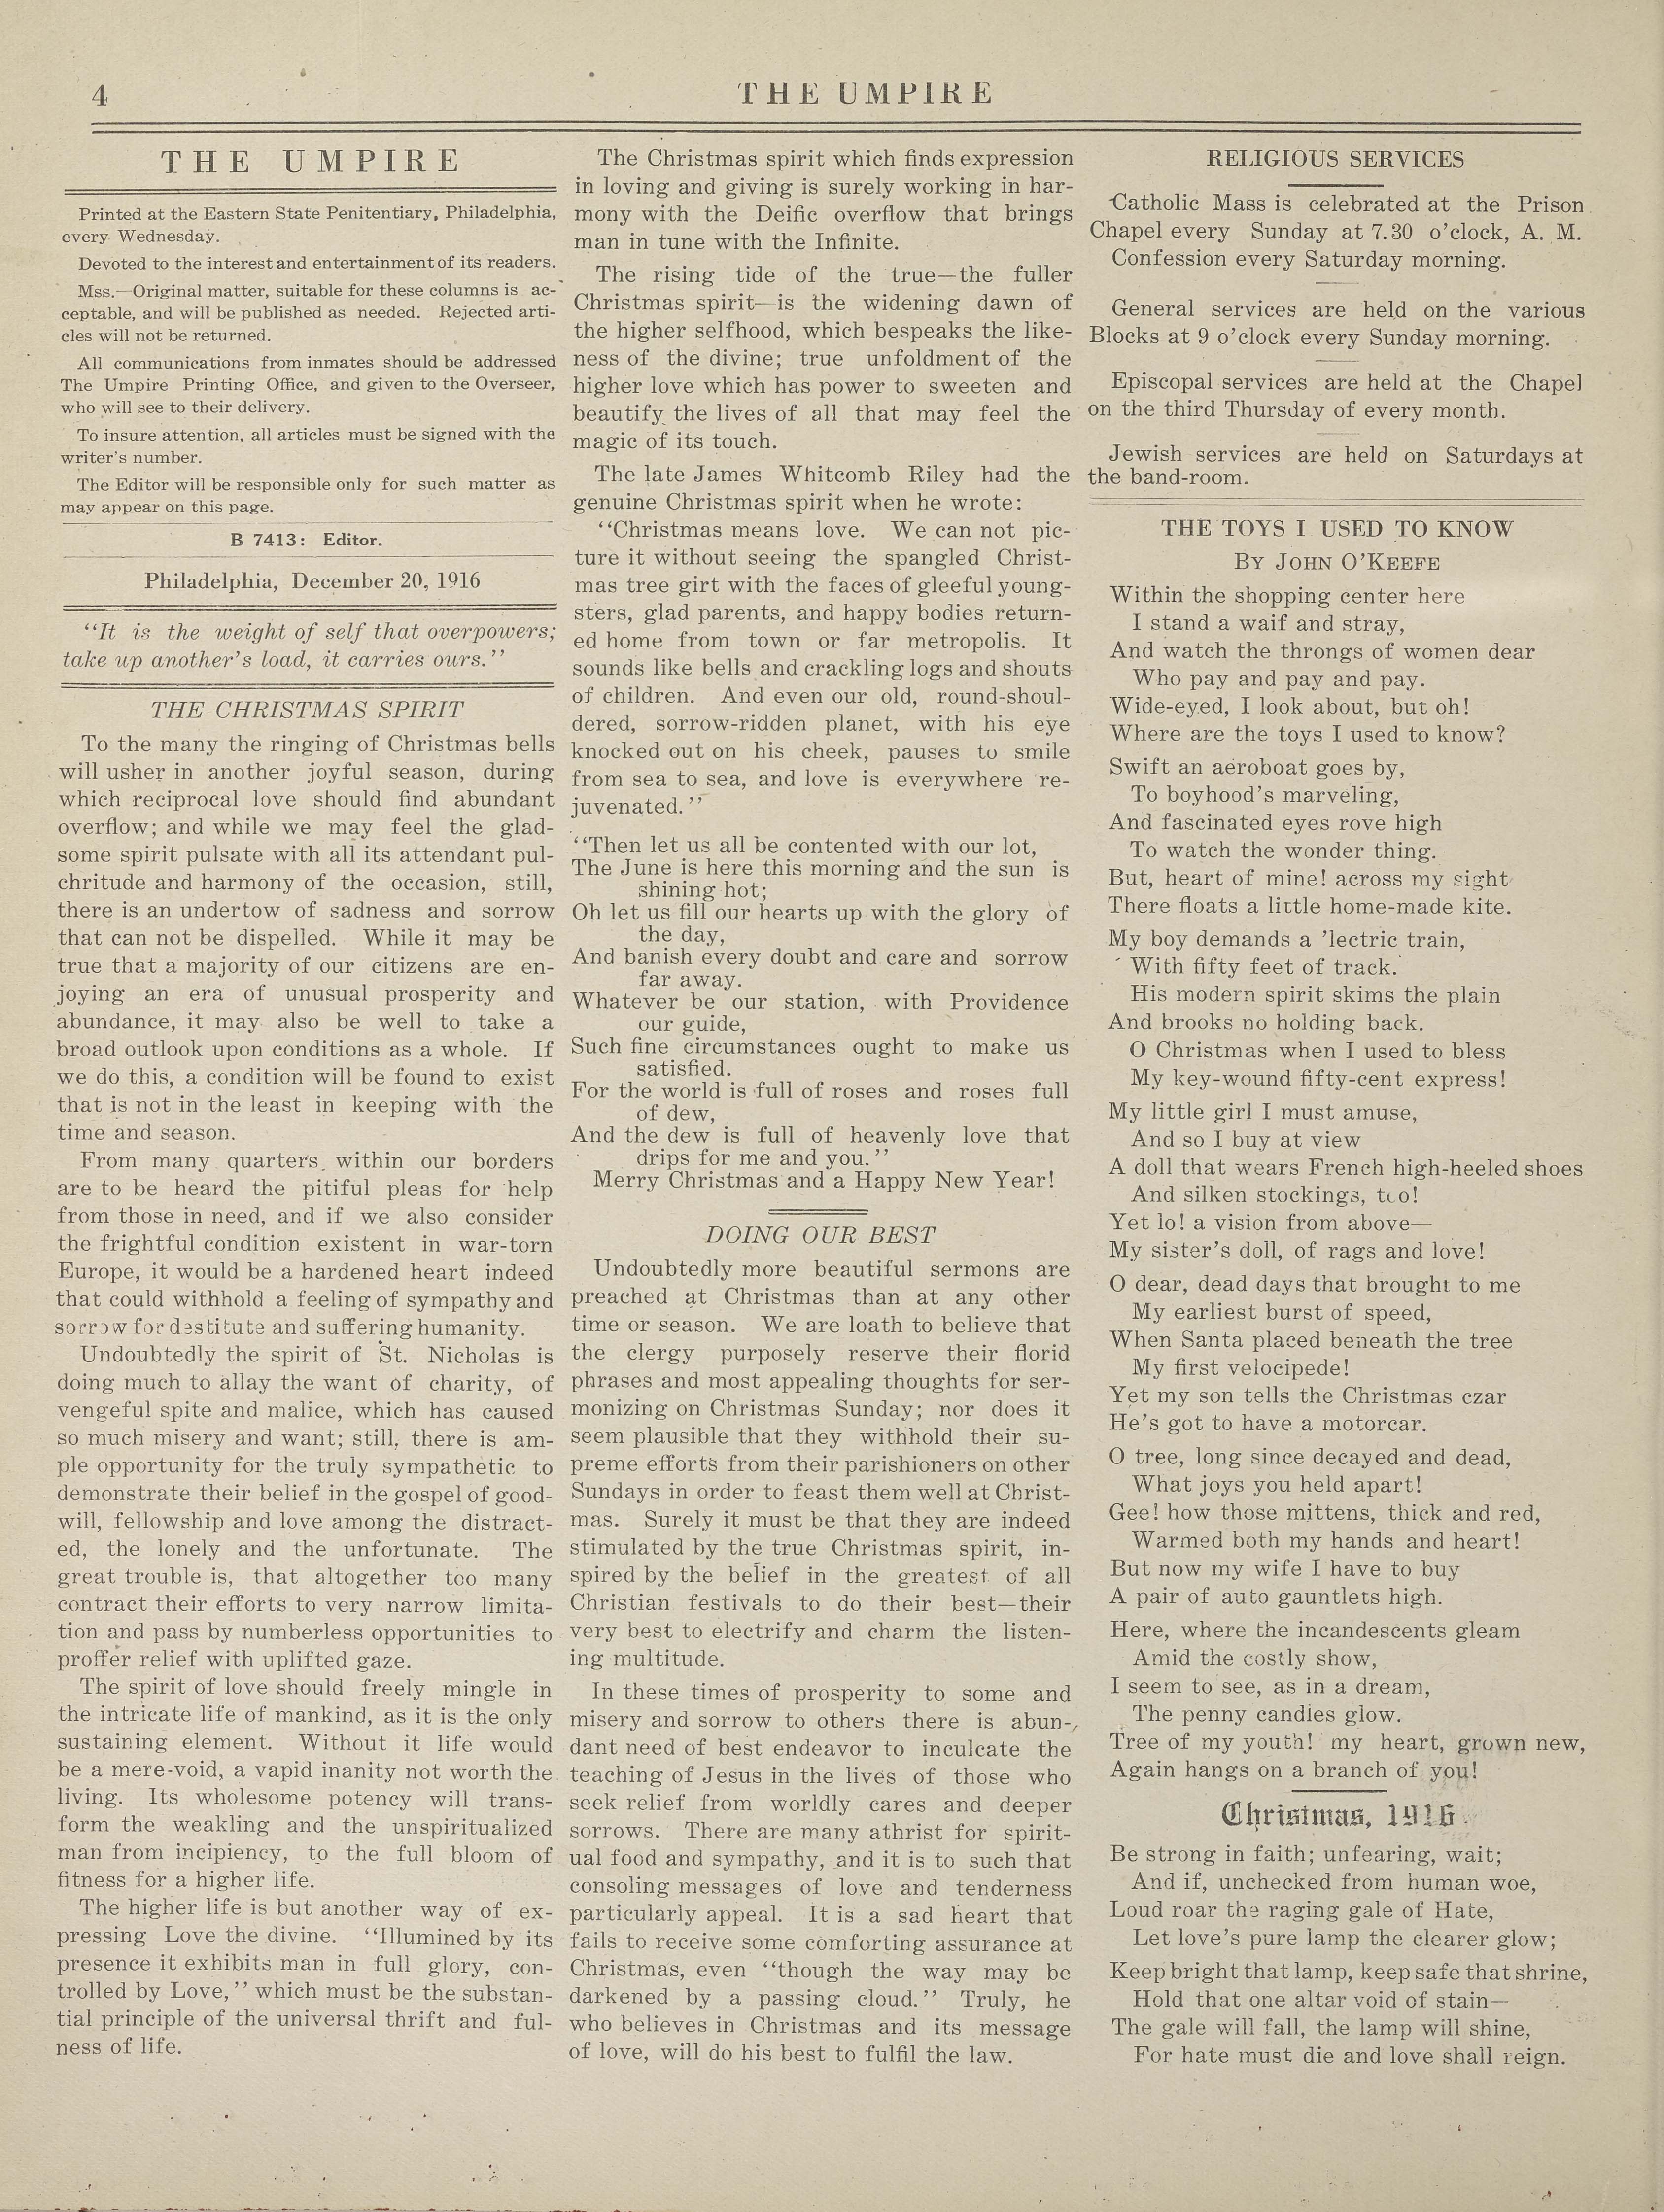 4
THE UMPIRE
THE UMPIRE
Printed at the Eastern State Penitentiary, Philadelphia,
every Wednesday.
Devoted to the interest and entertainment of its readers.
Mss.—Original matter, suitable for these columns is ac-
ceptable, and will be published as needed. Rejected arti-
cles will not be returned.
All communications from inmates should be addressed
The Umpire Printing Office, and given to the Overseer,
who will see to their delivery.
To insure attention, all articles must be signed with the
writer's number.
The Editor will be responsible only for such matter as
may appear on this page.
B 7413: Editor.
Philadelphia, December 20, 1916
"It is the weight of self that overpowers;
take up another's load, it carries ours."
THE CHRISTMAS SPIRIT
To the many the ringing of Christmas bells
will usher in another joyful season, during
which reciprocal love should find abundant
overflow; and while we may feel the glad-
some spirit pulsate with all its attendant pul-
chritude and harmony of the occasion, still,
there is an undertow of sadness and sorrow
that can not be dispelled. While it may be
true that a majority of our citizens are en-
joying an era of unusual prosperity and
abundance, it may also be well to take a
broad outlook upon conditions as a whole. If
we do this, a condition will be found to exist
that is not in the least in keeping with the
time and season.
From many quarters within our borders
are to be heard the pitiful pleas for help
from those in need, and if we also consider
the frightful condition existent in war-torn
Europe, it would be a hardened heart indeed
that could withhold a feeling of sympathy and
sorrow for destitute and suffering humanity.
Undoubtedly the spirit of St. Nicholas is
doing much to allay the want of charity, of
vengeful spite and malice, which has caused
so much misery and want; still, there is am-
ple opportunity for the truly sympathetic to
demonstrate their belief in the gospel of good-
will, fellowship and love among the distract-
ed, the lonely and the unfortunate. The
great trouble is, that altogether too many
contract their efforts to very narrow limita-
tion and pass by numberless opportunities to
proffer relief with uplifted gaze.
The spirit of love should freely mingle in
the intricate life of mankind, as it is the only
sustaining element. Without it life would
be a mere-void, a vapid inanity not worth the
living. Its wholesome potency will trans-
form the weakling and the unspiritualized
man from incipiency, to the full bloom of
fitness for a higher life.
The higher life is but another way of ex-
pressing Love the divine. "Illumined by its
presence it exhibits man in full glory, con-
trolled by Love," which must be the substan-
tial principle of the universal thrift and ful-
ness of life.
The Christmas spirit which finds expression
in loving and giving is surely working in har-
mony with the Deific overflow that brings
man in tune with the Infinite.
The rising tide of the true—the fuller
Christmas spirit—is the widening dawn of
the higher selfhood, which bespeaks the like-
ness of the divine; true unfoldment of the
higher love which has power to sweeten and
beautify the lives of all that may feel the
magic of its touch.
The late James Whitcomb Riley had the
genuine Christmas spirit when he wrote:
"Christmas means love. We can not pic-
ture it without seeing the spangled Christ-
mas tree girt with the faces of gleeful young-
sters, glad parents, and happy bodies return-
ed home from town or far metropolis. It
sounds like bells and crackling logs and shouts
of children. And even our old, round-shoul-
dered, sorrow-ridden planet, with his eye
knocked out on his cheek, pauses to smile
from sea to sea, and love is everywhere re-
juvenated."
"Then let us all be contented with our lot,
The June is here this morning and the sun is
shining hot;
Oh let us fill our hearts up with the glory of
the day,
And banish every doubt and care and sorrow
far away.
Whatever be our station, with Providence
our guide,
Such fine circumstances ought to make us
satisfied.
For the world is full of roses and roses full
of dew,
And the dew is full of heavenly love that
drips for me and you."
Merry Christmas and a Happy New Year!
DOING OUR BEST
Undoubtedly more beautiful sermons are
preached at Christmas than at any other
time or season. We are loath to believe that
the clergy purposely reserve their florid
phrases and most appealing thoughts for ser-
monizing on Christmas Sunday; nor does it
seem plausible that they withhold their su-
preme efforts from their parishioners on other
Sundays in order to feast them well at Christ-
mas. Surely it must be that they are indeed
stimulated by the true Christmas spirit, in-
spired by the belief in the greatest of all
Christian festivals to do their best—their
very best to electrify and charm the listen-
ing multitude.
In these times of prosperity to some and
misery and sorrow to others there is abun-
dant need of best endeavor to inculcate the
teaching of Jesus in the lives of those who
seek relief from worldly cares and deeper
sorrows. There are many athrist for spirit-
ual food and sympathy, and it is to such that
consoling messages of love and tenderness
particularly appeal. It is a sad heart that
fails to receive some comforting assurance at
Christmas, even "though the way may be
darkened by a passing cloud." Truly, he
who believes in Christmas and its message
of love, will do his best to fulfil the law.
RELIGIOUS SERVICES
Catholic Mass is celebrated at the Prison
Chapel every Sunday at 7.30 o'clock, A. M.
Confession every Saturday morning.
General services are held on the various
Blocks at 9 o'clock every Sunday morning.
Episcopal services are held at the Chapel
on the third Thursday of every month.
Jewish services are held on Saturdays at
the band-room.
THE TOYS I USED TO KNOW
BY JOHN O'KEEFE
Within the shopping center here
I stand a waif and stray,
And watch the throngs of women dear
Who pay and pay and pay.
Wide-eyed, I look about, but oh!
Where are the toys I used to know?
Swift an aeroboat goes by,
To boyhood's marveling,
And fascinated eyes rove high
To watch the wonder thing.
But, heart of mine! across my sight
There floats a little home-made kite.
My boy demands a 'lectric train,
With fifty feet of track.
His modern spirit skims the plain
And brooks no holding back.
O Christmas when I used to bless
My key-wound fifty-cent express!
My little girl I must amuse,
And so I buy at view
A doll that wears French high-heeled shoes
And silken stockings, too!
Yet lo! a vision from above—
My sister's doll, of rags and love!
O dear, dead days that brought to me
My earliest burst of speed,
When Santa placed beneath the tree
My first velocipede!
Yet my son tells the Christmas czar
He's got to have a motorcar.
O tree, long since decayed and dead,
What joys you held apart!
Gee! how those mittens, thick and red,
Warmed both my hands and heart!
But now my wife I have to buy
A pair of auto gauntlets high.
Here, where the incandescents gleam
Amid the costly show,
I seem to see, as in a dream,
The penny candies glow.
Tree of my youth! my heart, grown new,
Again hangs on a branch of you!
Christmas, 1916
Be strong in faith; unfearing, wait;
And if, unchecked from human woe,
Loud roar the raging gale of Hate,
Let love's pure lamp the clearer glow;
Keep bright that lamp, keep safe that shrine,
Hold that one altar void of stain—
The gale will fall, the lamp will shine,
For hate must die and love shall reign.